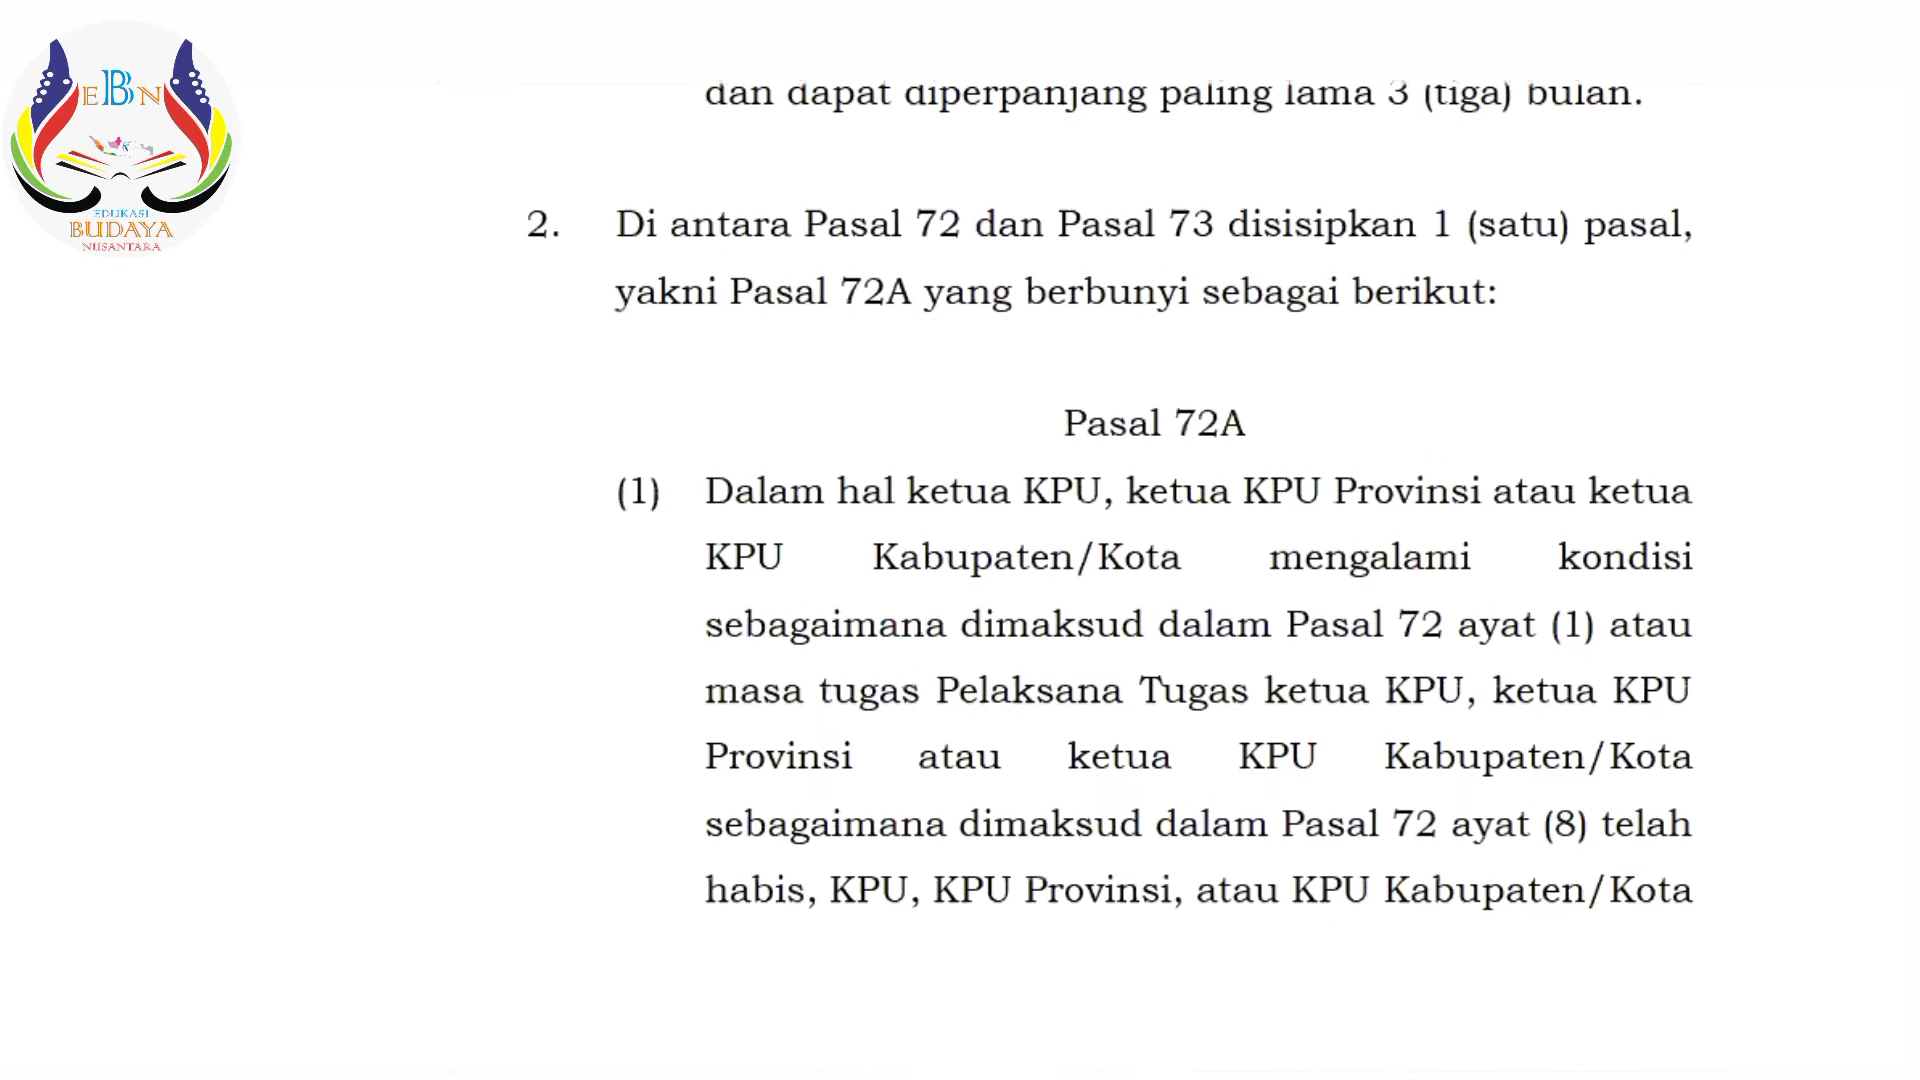 EBN
EDUKASI
BUDAYA
NUSANTARA
dan dapat diperpanjang paling lama 3 (tiga) bulan.
2. Di antara Pasal 72 dan Pasal 73 disisipkan 1 (satu) pasal,
yakni Pasal 72A yang berbunyi sebagai berikut:
Pasal 72A
(1) Dalam hal ketua KPU, ketua KPU Provinsi atau ketua
KPU Kabupaten/Kota mengalami kondisi
sebagaimana dimaksud dalam Pasal 72 ayat (1) atau
masa tugas Pelaksana Tugas ketua KPU, ketua KPU
Provinsi atau ketua KPU Kabupaten/Kota
sebagaimana dimaksud dalam Pasal 72 ayat (8) telah
habis, KPU, KPU Provinsi, atau KPU Kabupaten/Kota